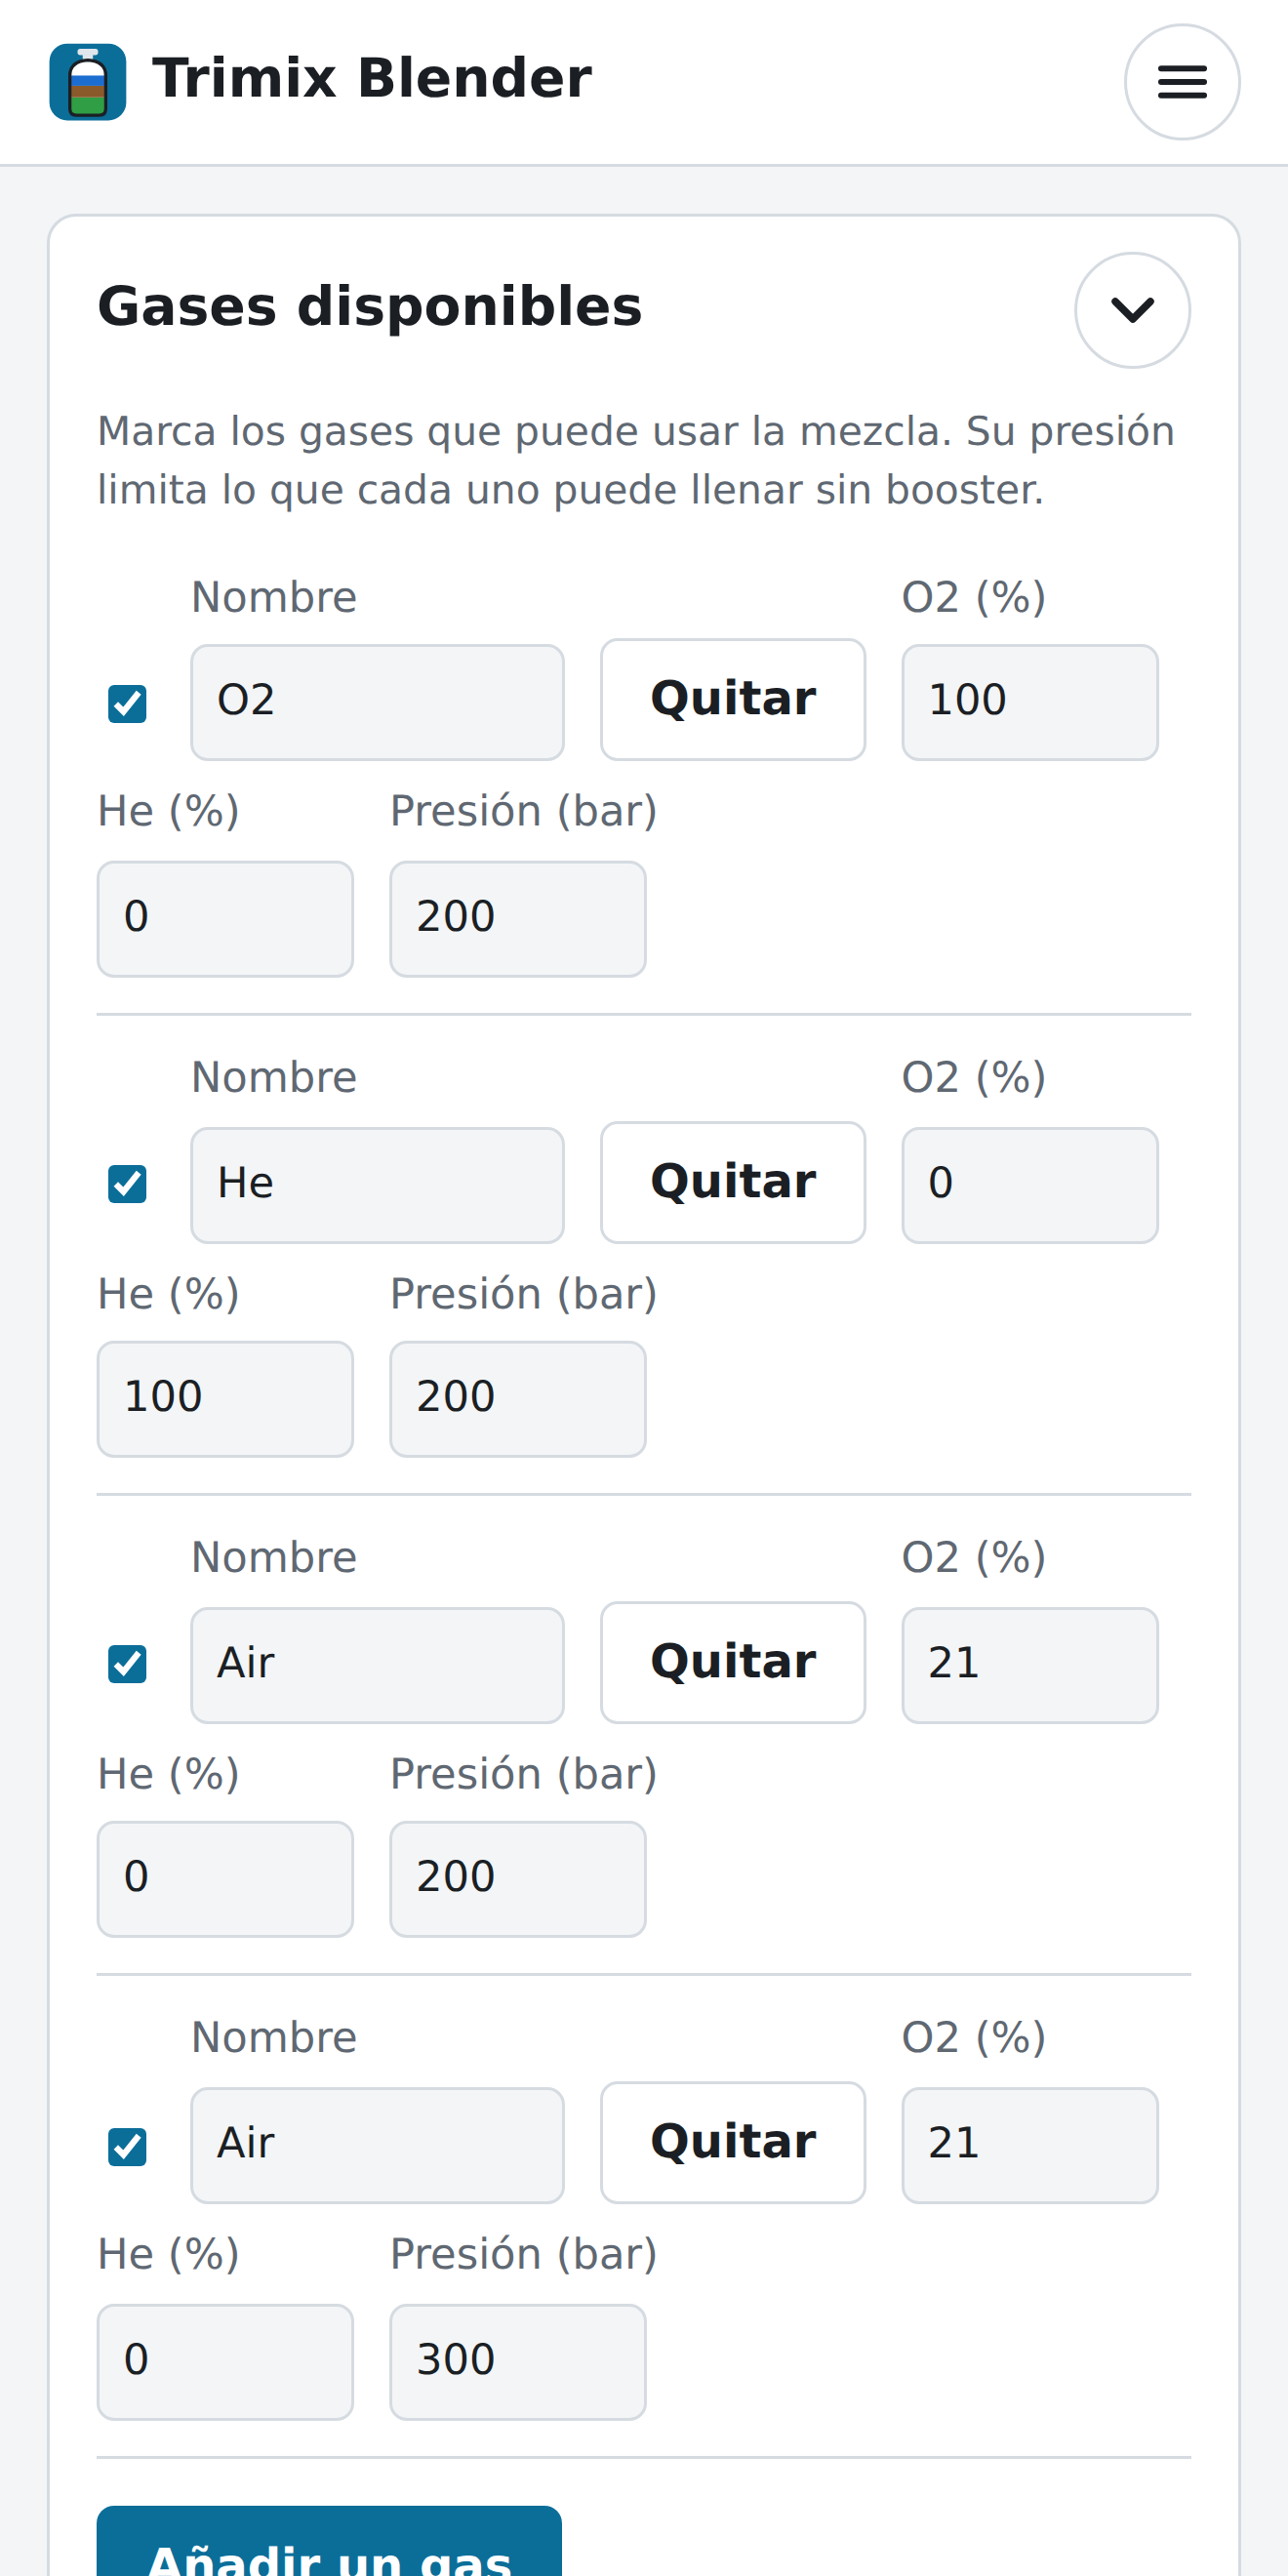 Trimix Blender
Gases disponibles
Marca los gases que puede usar la mezcla. Su presión
limita lo que cada uno puede llenar sin booster.
Nombre O2 (%)
O2 Quitar 100
He (%) Presión (bar)
0 200
Nombre O2 (%)
He Quitar 0
He (%) Presión (bar)
100 200
Nombre O2 (%)
Air Quitar 21
He (%) Presión (bar)
0 200
Nombre O2 (%)
Air Quitar 21
He (%) Presión (bar)
0 300
Añadir un gas